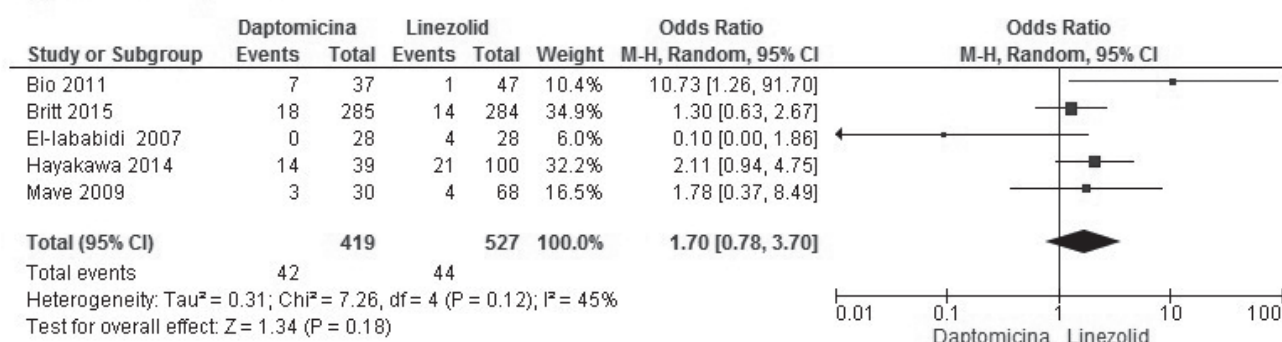 Daptomicina Linezolid Odds Ratio Odds Ratio
Study or Subgroup Events Total Events Total Weight M-H, Random, 95% CI M-H, Random, 95% CI
Bio 2011 7 37 1 47 10.4% 10.73 [1.26, 91.70]
Britt 2015 18 285 14 284 34.9% 1.30 [0.63, 2.67]
El-lababidi 2007 0 28 4 28 6.0% 0.10 [0.00, 1.86]
Hayakawa 2014 14 39 21 100 32.2% 2.11 [0.94, 4.75]
Mave 2009 3 30 4 68 16.5% 1.78 [0.37, 8.49]
Total (95% CI) 419 527 100.0% 1.70 [0.78, 3.70]
Total events 42 44
Heterogeneity: Tau² = 0.31; Chi² = 7.26, df = 4 (P = 0.12); I² = 45%
Test for overall effect: Z = 1.34 (P = 0.18)
0.01 0.1 1 10 100
Daptomicina Linezolid